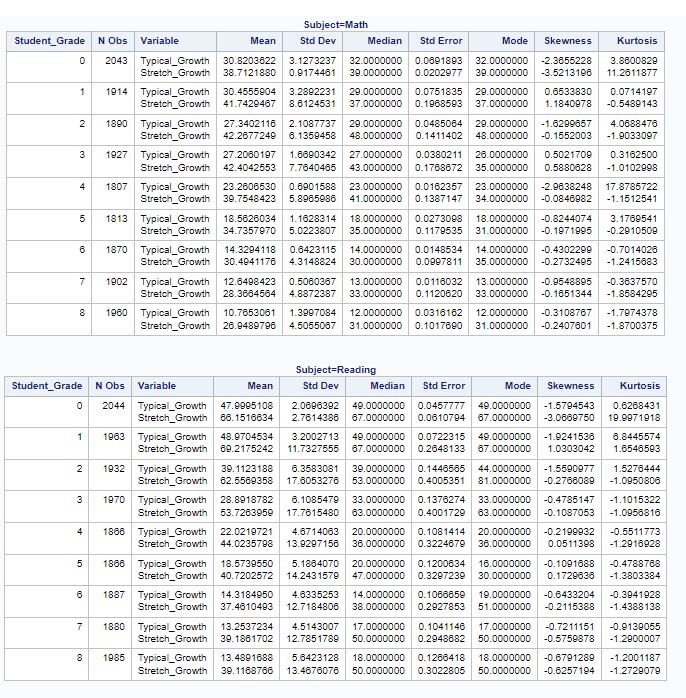 Subject=Math
Student_Grade N Obs Variable Mean Std Dev Median Std Error Mode Skewness Kurtosis
0 2043 Typical_Growth 30.8203622 3.1273237 32.0000000 0.0691893 32.0000000 -2.3655228 3.8600829
Stretch_Growth 38.7121880 0.9174461 39.0000000 0.0202977 39.0000000 -3.5213196 11.2611877
1 1914 Typical_Growth 30.4555904 3.2892231 29.0000000 0.0751835 29.0000000 0.6533830 0.0714197
Stretch_Growth 41.7429467 8.6124531 37.0000000 0.1968593 37.0000000 1.1840978 -0.5489143
2 1890 Typical_Growth 27.3402116 2.1087737 29.0000000 0.0485064 29.0000000 -1.6299657 4.0688476
Stretch_Growth 42.2677249 6.1359458 48.0000000 0.1411402 48.0000000 -0.1552003 -1.9033097
3 1927 Typical_Growth 27.2060197 1.6690342 27.0000000 0.0380211 26.0000000 0.5021709 0.3162500
Stretch_Growth 42.4042553 7.7640465 43.0000000 0.1768672 35.0000000 0.5880628 -1.0102998
4 1807 Typical_Growth 23.2606530 0.6901588 23.0000000 0.0162357 23.0000000 -2.9638248 17.8785722
Stretch_Growth 39.7548423 5.8965986 41.0000000 0.1387147 34.0000000 -0.0846982 -1.1512541
5 1813 Typical_Growth 18.5626034 1.1628314 18.0000000 0.0273098 18.0000000 -0.8244074 3.1769541
Stretch_Growth 34.7357970 5.0223807 35.0000000 0.1179535 31.0000000 -0.1971995 -0.2910509
6 1870 Typical_Growth 14.3294118 0.6423115 14.0000000 0.0148534 14.0000000 -0.4302299 -0.7014026
Stretch_Growth 30.4941176 4.3148824 30.0000000 0.0997811 35.0000000 -0.2732495 -1.2415683
7 1902 Typical_Growth 12.6498423 0.5060367 13.0000000 0.0116032 13.0000000 -0.9548895 -0.3637570
Stretch_Growth 28.3664564 4.8872387 33.0000000 0.1120620 33.0000000 -0.1651344 -1.8584295
8 1960 Typical_Growth 10.7653061 1.3997084 12.0000000 0.0316162 12.0000000 -0.3108767 -1.7974378
Stretch_Growth 26.9489796 4.5055067 31.0000000 0.1017690 31.0000000 -0.2407601 -1.8700375
Subject=Reading
Student_Grade N Obs Variable Mean Std Dev Median Std Error Mode Skewness Kurtosis
0 2044 Typical_Growth 47.9995108 2.0696392 49.0000000 0.0457777 49.0000000 -1.5794543 0.6268431
Stretch_Growth 66.1516634 2.7614386 67.0000000 0.0610794 67.0000000 -3.0669750 19.9971918
1 1963 Typical_Growth 48.9704534 3.2002713 49.0000000 0.0722315 49.0000000 -1.9241536 6.8445574
Stretch_Growth 69.2175242 11.7327555 67.0000000 0.2648133 67.0000000 1.0303042 1.6546593
2 1932 Typical_Growth 39.1123188 6.3583081 39.0000000 0.1446565 44.0000000 -1.5590977 1.5276444
Stretch_Growth 62.5569358 17.6053276 53.0000000 0.4005351 81.0000000 -0.2766089 -1.0950806
3 1970 Typical_Growth 28.8918782 6.1085479 33.0000000 0.1376274 33.0000000 -0.4785147 -1.1015322
Stretch_Growth 53.7263959 17.7615480 63.0000000 0.4001729 63.0000000 -0.1087053 -1.0956816
4 1866 Typical_Growth 22.0219721 4.6714063 20.0000000 0.1081414 20.0000000 -0.2199932 -0.5511773
Stretch_Growth 44.0235798 13.9297156 36.0000000 0.3224679 36.0000000 0.0511398 -1.2916928
5 1866 Typical_Growth 18.5739550 5.1864070 20.0000000 0.1200634 16.0000000 -0.1091688 -0.4788768
Stretch_Growth 40.7202572 14.2431579 47.0000000 0.3297239 30.0000000 0.1729636 -1.3803384
6 1887 Typical_Growth 14.3184950 4.6335253 14.0000000 0.1066659 19.0000000 -0.6433204 -0.3941928
Stretch_Growth 37.4610493 12.7184806 38.0000000 0.2927853 51.0000000 -0.2115388 -1.4388138
7 1880 Typical_Growth 13.2537234 4.5143007 17.0000000 0.1041146 17.0000000 -0.7211151 -0.9139055
Stretch_Growth 39.1861702 12.7851789 50.0000000 0.2948682 50.0000000 -0.5759878 -1.2900007
8 1985 Typical_Growth 13.4891688 5.6423128 18.0000000 0.1266418 18.0000000 -0.6791289 -1.2001187
Stretch_Growth 39.1168766 13.4676076 50.0000000 0.3022805 50.0000000 -0.6257194 -1.2729079